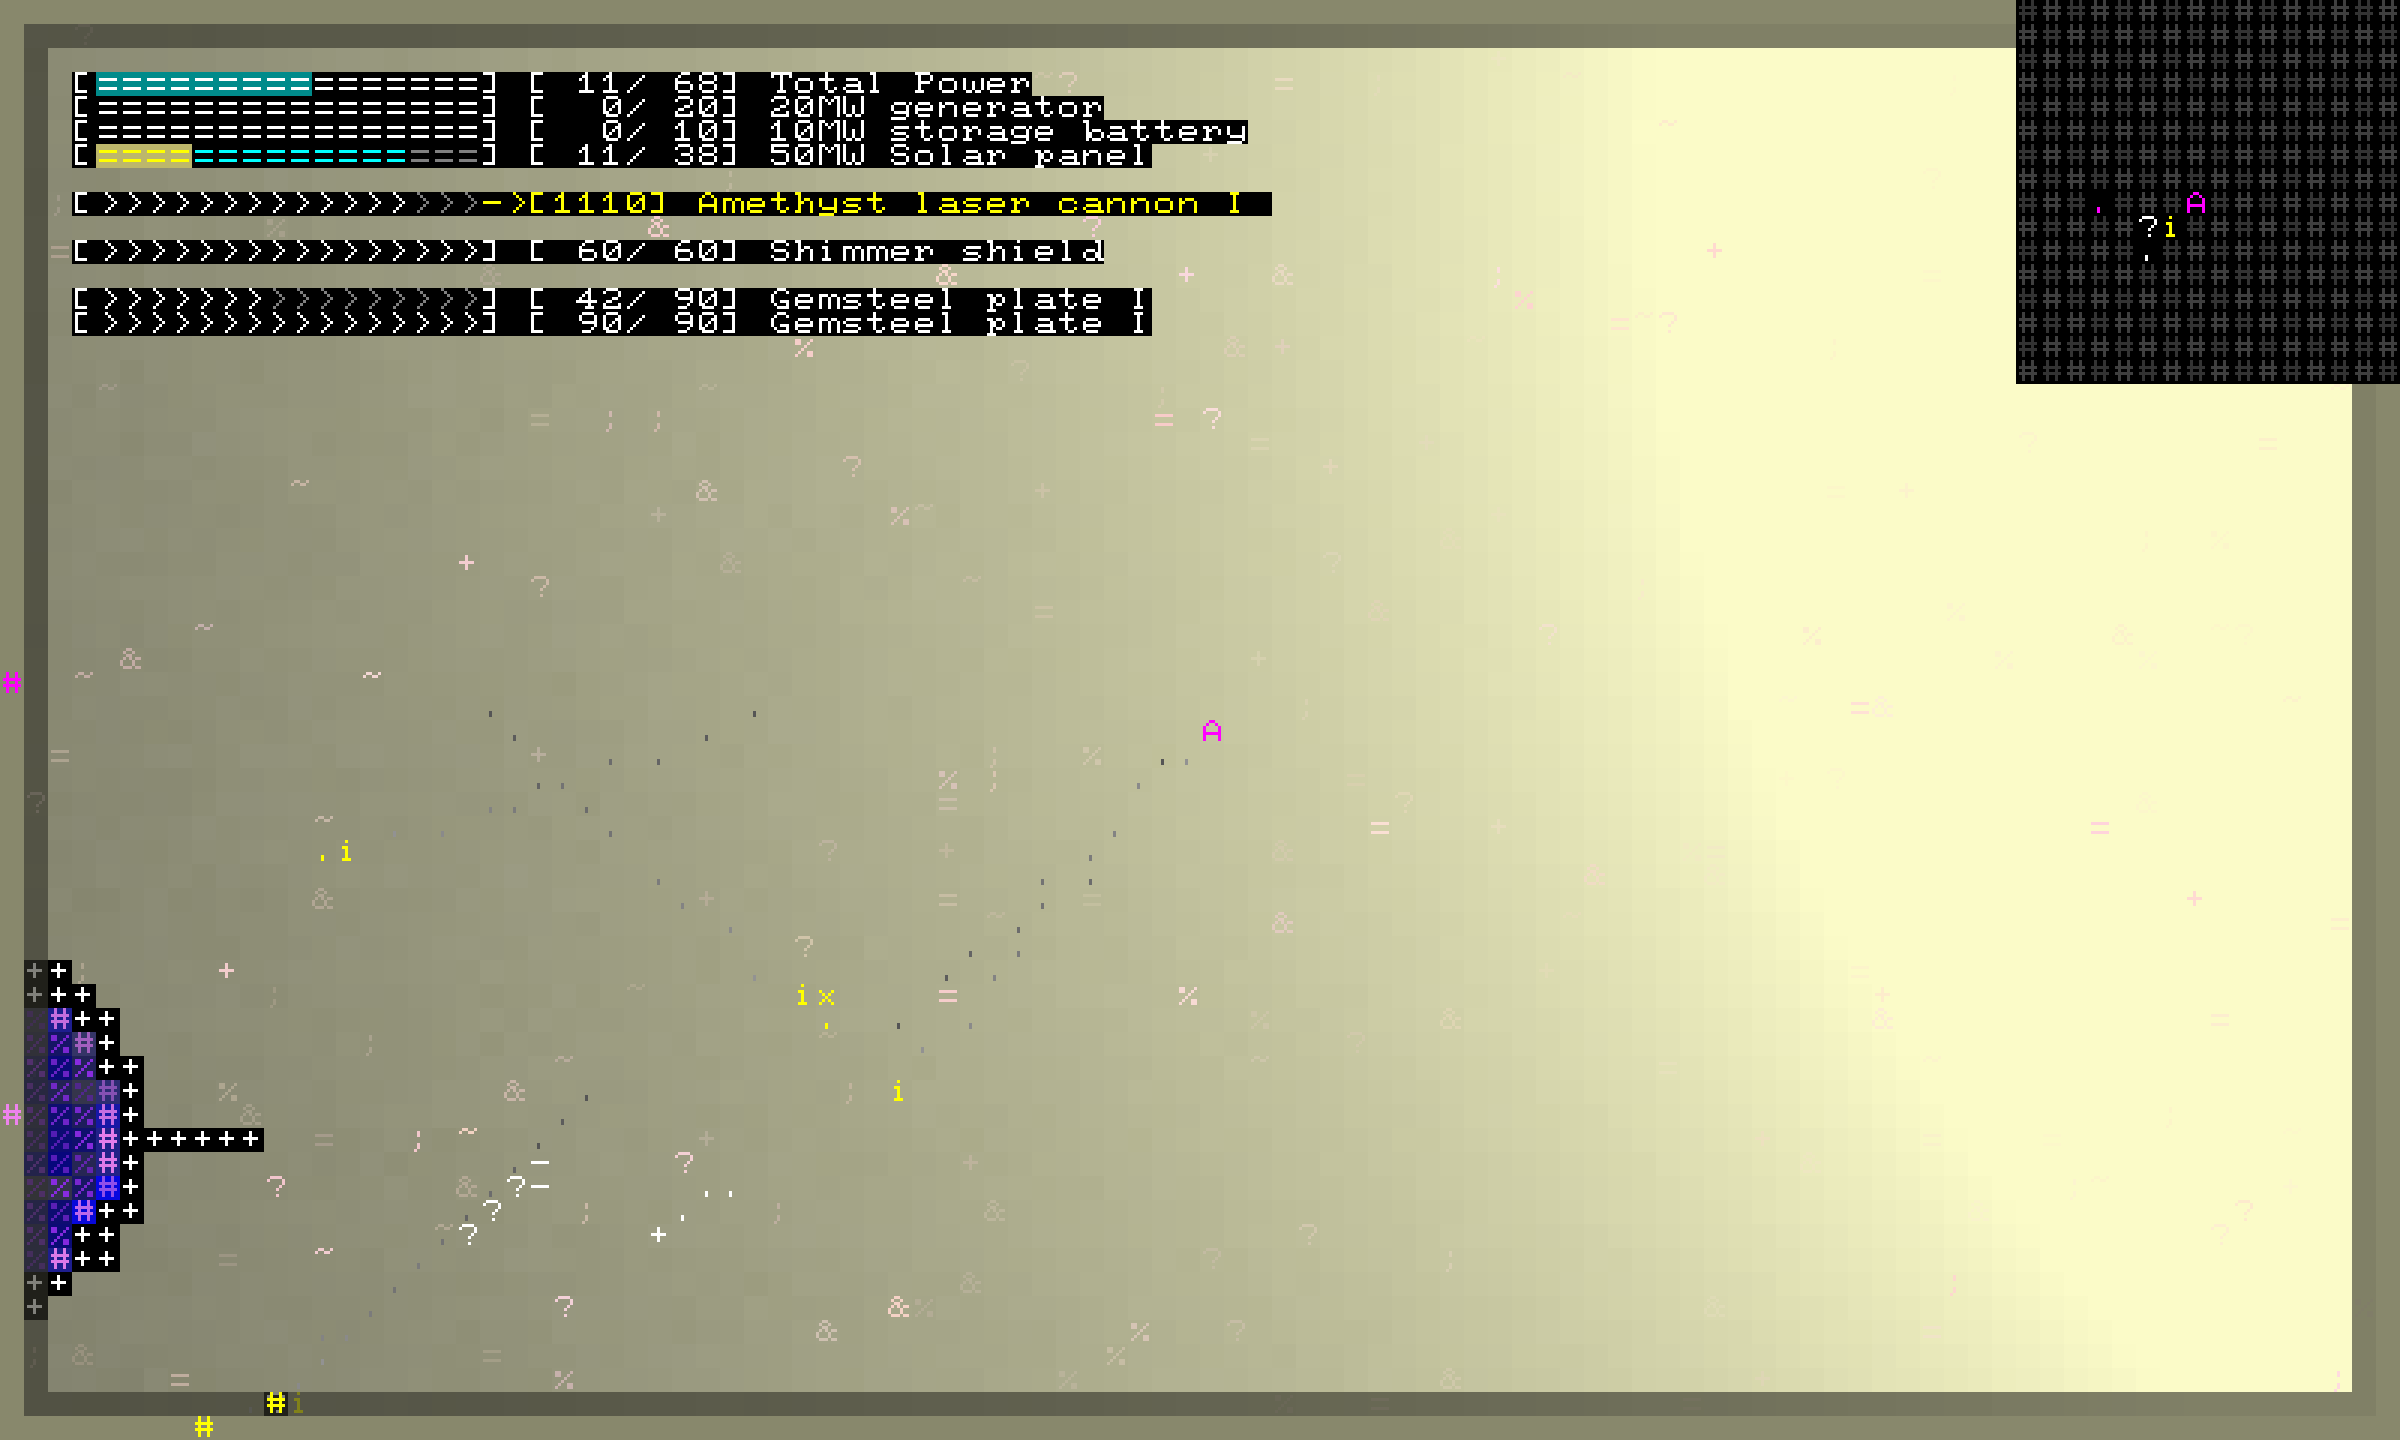 [================] [ 11/ 68] Total Power
[================] [  0/ 20] 20MW generator
[================] [  0/ 10] 10MW storage battery
[================] [ 11/ 38] 50MW Solar panel
[>>>>>>>>>>>>>>>>->[1110] Amethyst laser cannon I
[>>>>>>>>>>>>>>>>] [ 60/ 60] Shimmer shield
[>>>>>>>>>>>>>>>>] [ 42/ 90] Gemsteel plate I
[>>>>>>>>>>>>>>>>] [ 90/ 90] Gemsteel plate I